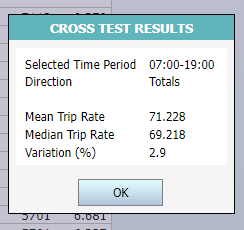 CROSS TEST RESULTS
Selected Time Period 07:00-19:00
Direction Totals
Mean Trip Rate 71.228
Median Trip Rate 69.218
Variation (%) 2.9
OK
5701 6.681